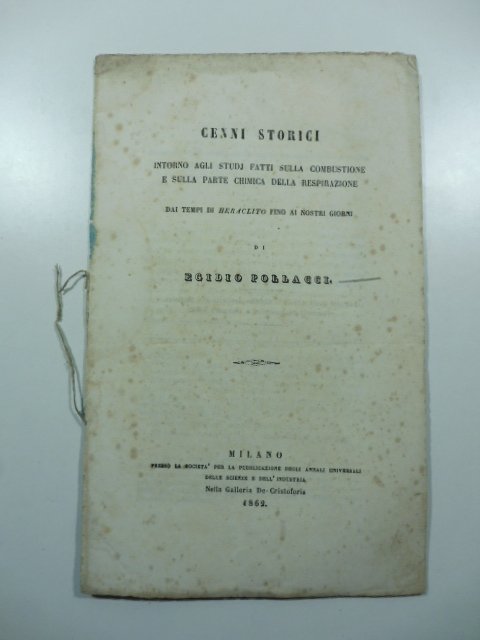 CENNI STORICI
INTORNO AGLI STUDJ FATTI SULLA COMBUSTIONE
E SULLA PARTE CHIMICA DELLA RESPIRAZIONE
DAI TEMPI DI HERACLITO FINO AI NOSTRI GIORNI
DI
EGIDIO POLLACCI.
MILANO
PRESSO LA SOCIETA' PER LA PUBBLICAZIONE DEGLI ANNALI UNIVERSALI
DELLE SCIENZE E DELL'INDUSTRIA.
Nella Galleria De-Cristoforis
1862.